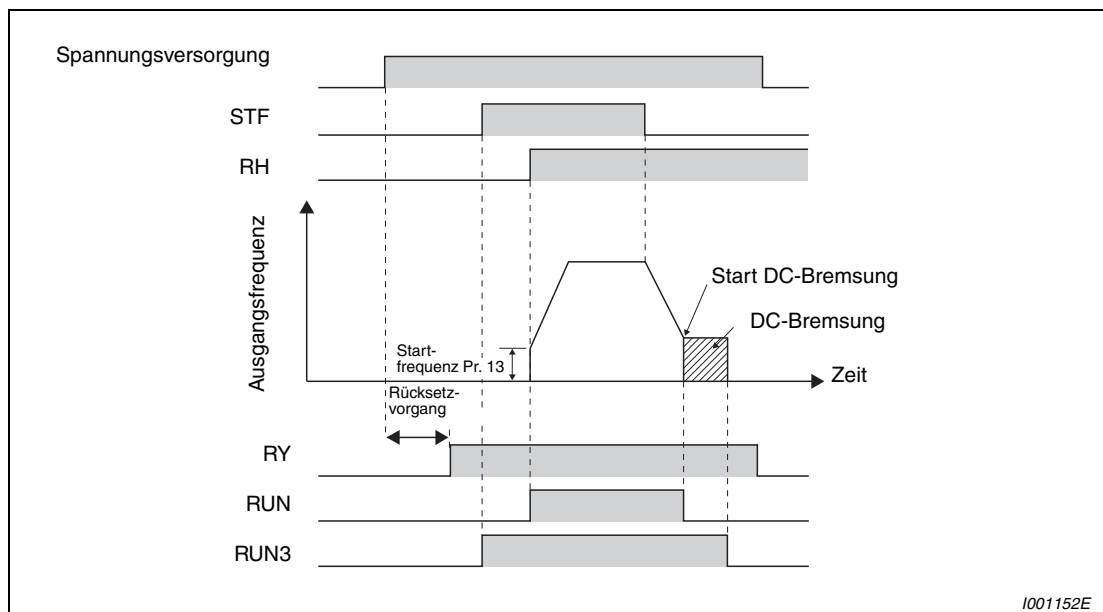 Spannungsversorgung
STF
RH
Ausgangsfrequenz
Start DC-Bremsung
DC-Bremsung
Start-
frequenz Pr. 13
Zeit
Rücksetz-
vorgang
RY
RUN
RUN3
I001152E